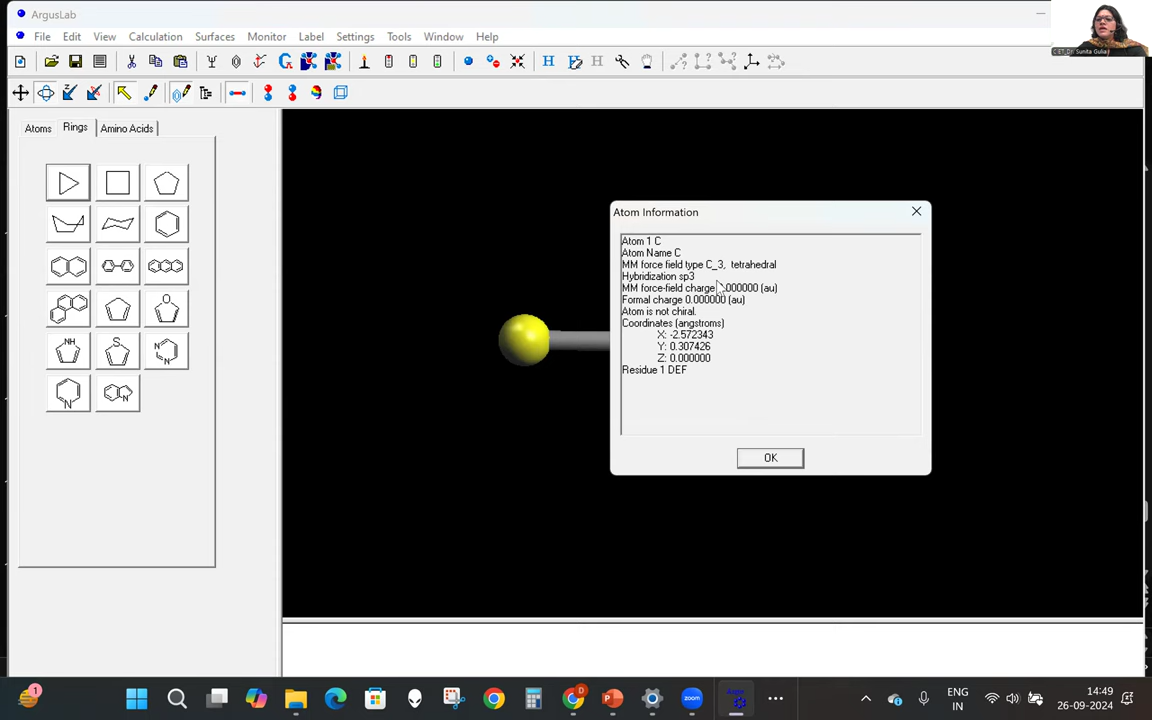 ArgusLab
File Edit View Calculation Surfaces Monitor Label Settings Tools Window Help
Atoms Rings Amino Acids
O
NH
S
N
N
N
N
Atom Information
Atom 1 C
Atom Name C
MM force field type C_3, tetrahedral
Hybridization sp3
MM force-field charge 0.000000 (au)
Formal charge 0.000000 (au)
Atom is not chiral.
Coordinates (angstroms)
X: -2.572343
Y: 0.307426
Z: 0.000000
Residue 1 DEF
OK
1
ENG
IN
14:49
26-09-2024